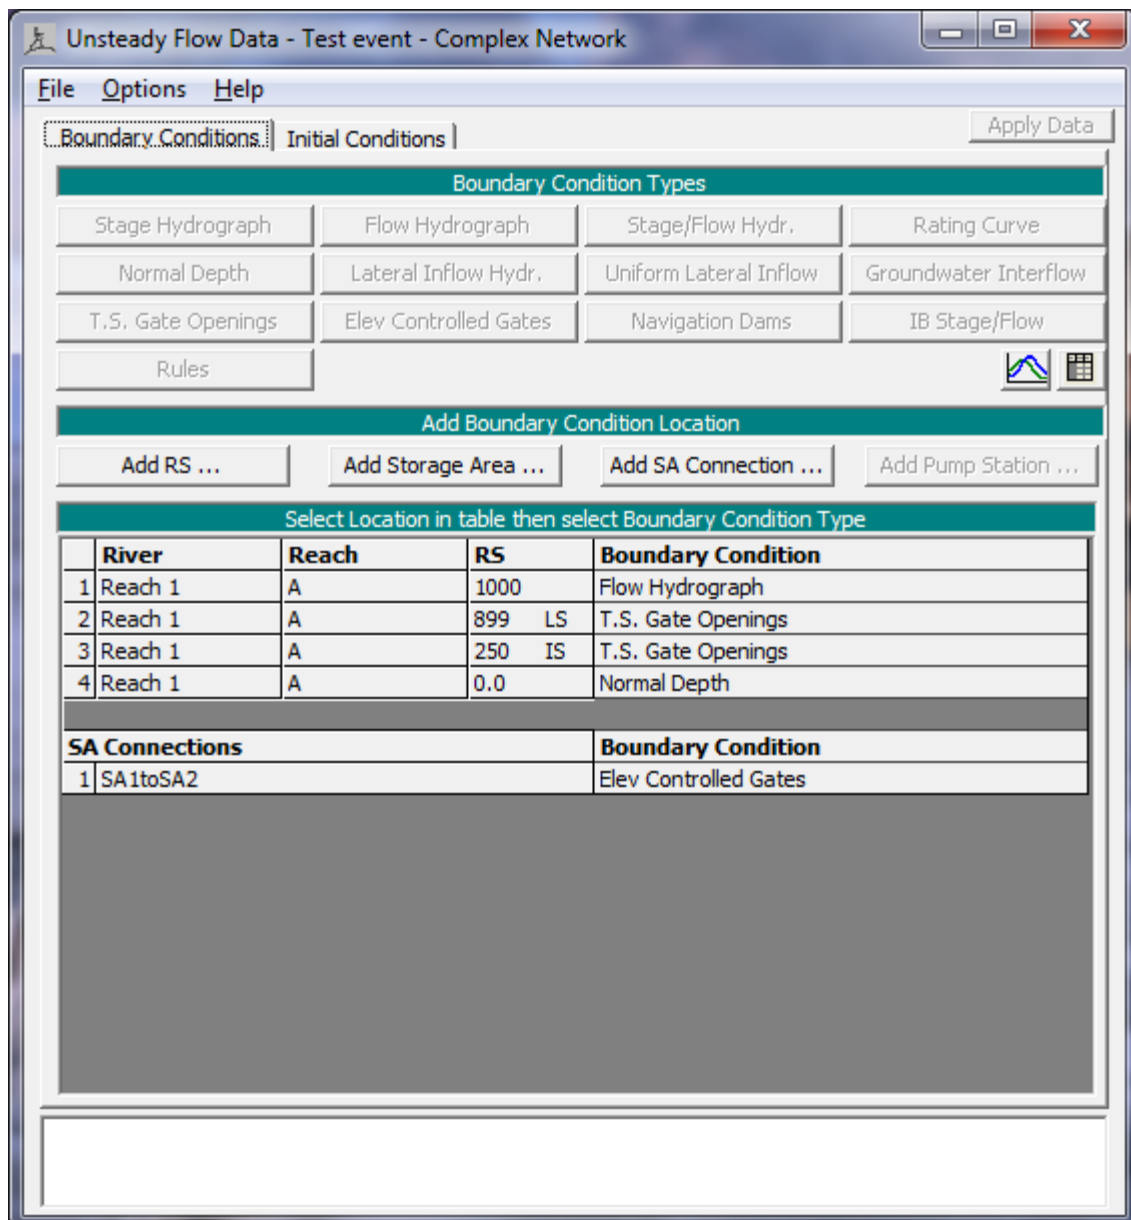 Unsteady Flow Data - Test event - Complex Network
File Options Help
Boundary Conditions Initial Conditions Apply Data
Boundary Condition Types
Stage Hydrograph Flow Hydrograph Stage/Flow Hydr. Rating Curve
Normal Depth Lateral Inflow Hydr. Uniform Lateral Inflow Groundwater Interflow
T.S. Gate Openings Elev Controlled Gates Navigation Dams IB Stage/Flow
Rules
Add Boundary Condition Location
Add RS ... Add Storage Area ... Add SA Connection ... Add Pump Station ...
Select Location in table then select Boundary Condition Type
River Reach RS Boundary Condition
1 Reach 1 A 1000 Flow Hydrograph
2 Reach 1 A 899 LS T.S. Gate Openings
3 Reach 1 A 250 IS T.S. Gate Openings
4 Reach 1 A 0.0 Normal Depth
SA Connections Boundary Condition
1 SA1toSA2 Elev Controlled Gates